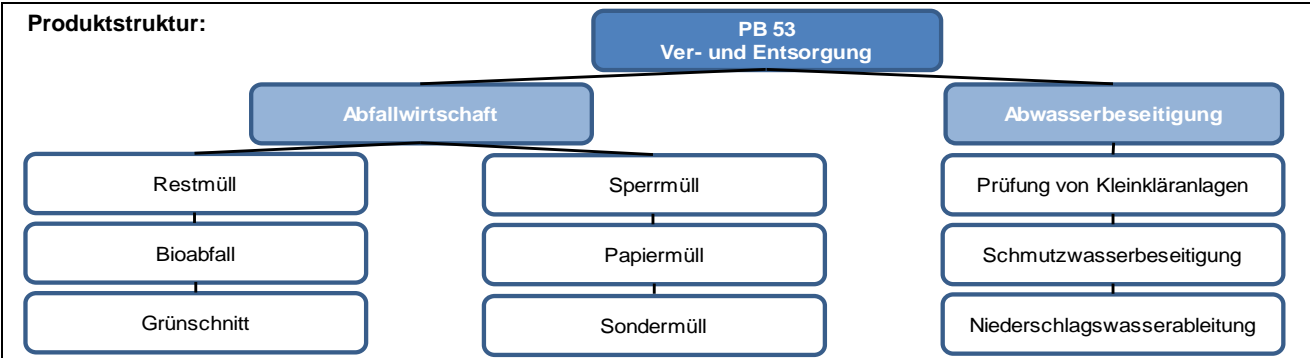 Produktstruktur:
PB 53
Ver- und Entsorgung
Abfallwirtschaft
Abwasserbeseitigung
Restmüll
Sperrmüll
Prüfung von Kleinkläranlagen
Bioabfall
Papiermüll
Schmutzwasserbeseitigung
Grünschnitt
Sondermüll
Niederschlagswasserableitung